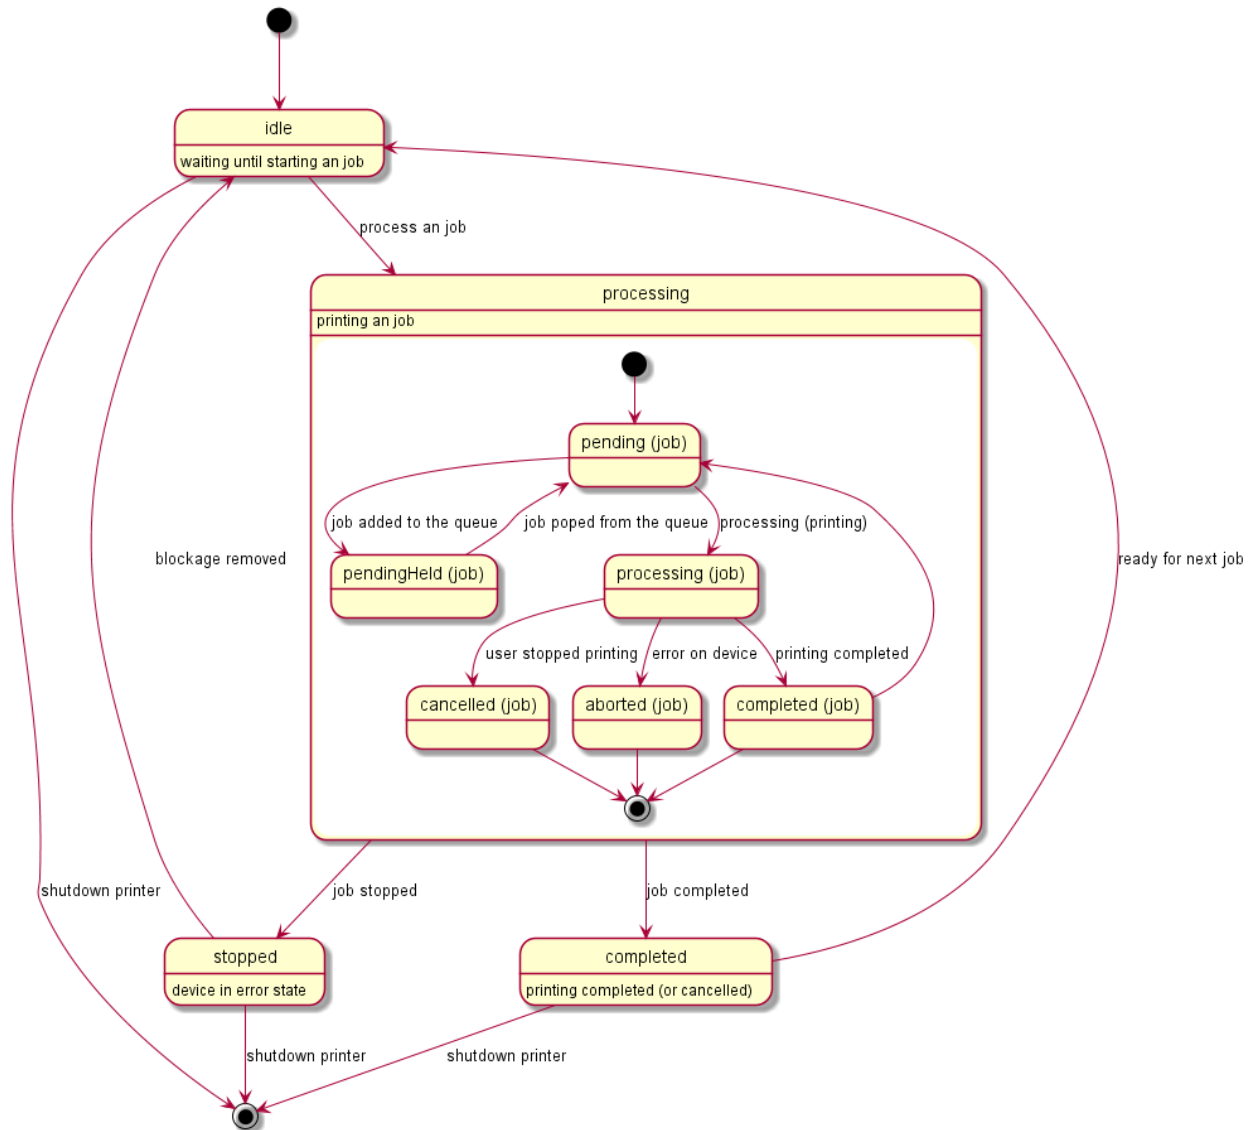 idle
waiting until starting an job
process an job
processing
printing an job
pending (job)
job added to the queue
job poped from the queue
processing (printing)
blockage removed
ready for next job
pendingHeld (job)
processing (job)
user stopped printing
error on device
printing completed
cancelled (job)
aborted (job)
completed (job)
shutdown printer
job stopped
job completed
stopped
device in error state
completed
printing completed (or cancelled)
shutdown printer
shutdown printer